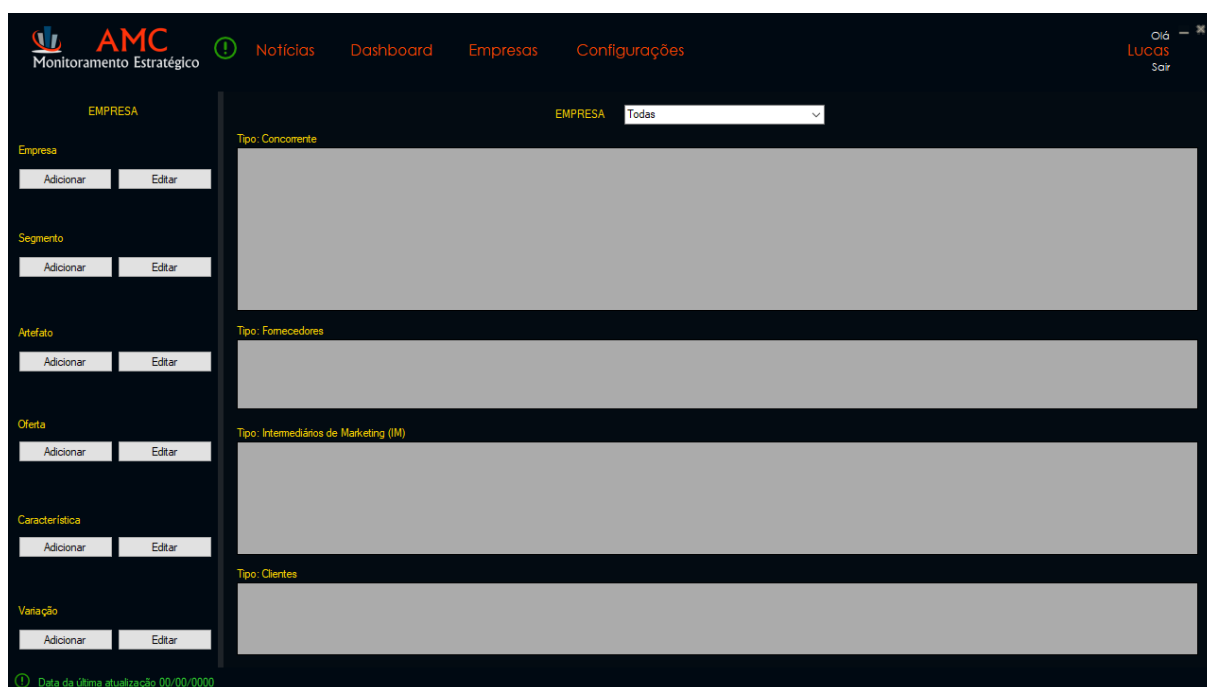 AMC
Monitoramento Estratégico
Notícias
Dashboard
Empresas
Configurações
Olá
Lucas
Sair
EMPRESA
Empresa
Adicionar
Editar
Segmento
Adicionar
Editar
Artefato
Adicionar
Editar
Oferta
Adicionar
Editar
Característica
Adicionar
Editar
Variação
Adicionar
Editar
EMPRESA
Todas
Tipo: Concorrente
Tipo: Fornecedores
Tipo: Intermediários de Marketing (IM)
Tipo: Clientes
Data da última atualização 00/00/0000